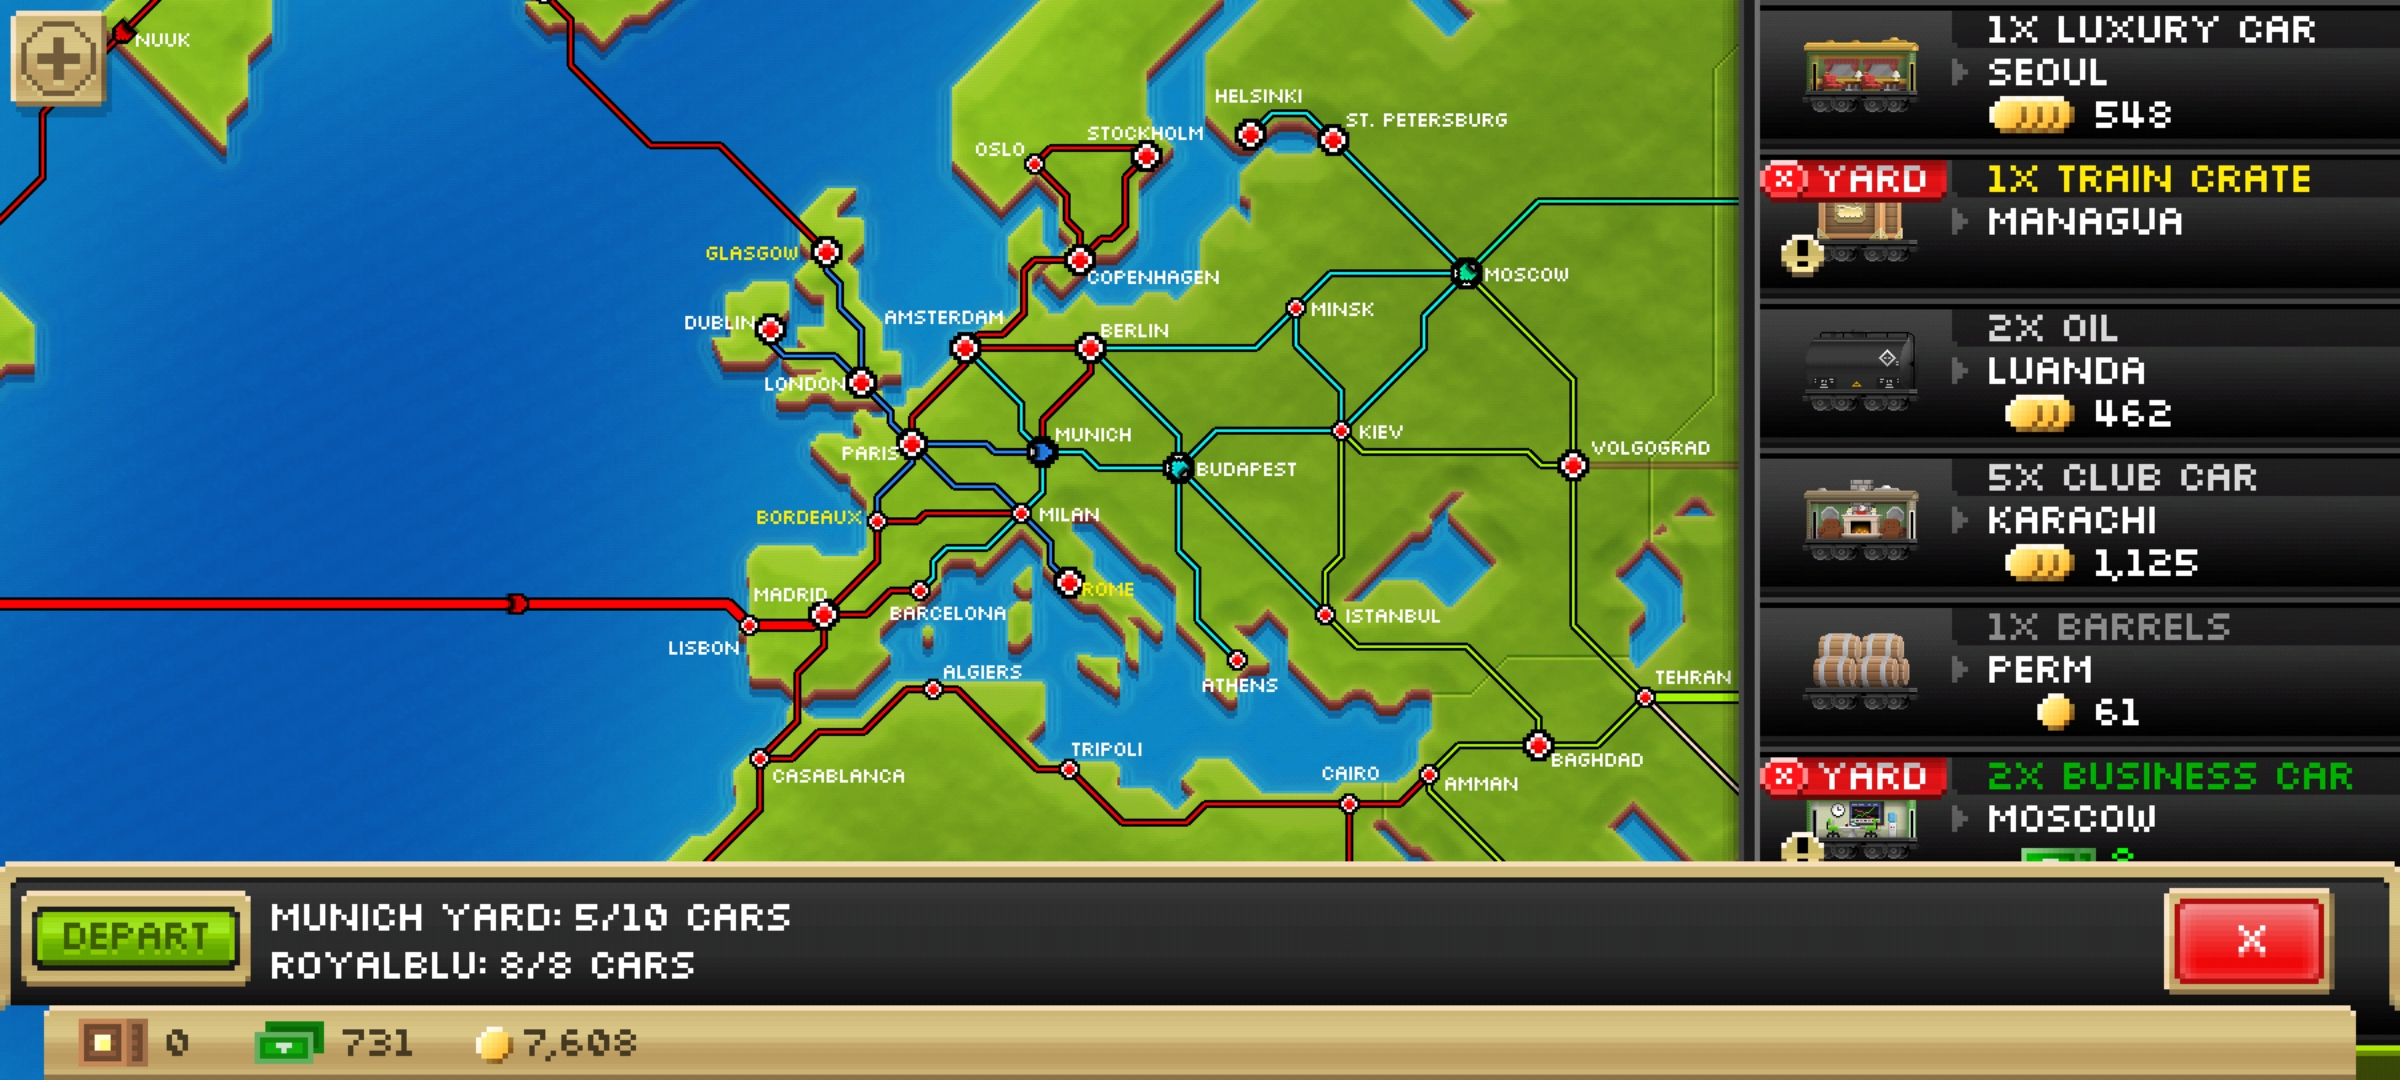 NUUK
HELSINKI
ST. PETERSBURG
STOCKHOLM
OSLO
GLASGOW
COPENHAGEN
MOSCOW
MINSK
DUBLIN
AMSTERDAM
BERLIN
LONDON
MUNICH
KIEV
PARIS
BUDAPEST
VOLGOGRAD
BORDEAUX
MILAN
MADRID
ROME
BARCELONA
ISTANBUL
LISBON
ALGIERS
ATHENS
TEHRAN
TRIPOLI
BAGHDAD
CASABLANCA
CAIRO
AMMAN
1X LUXURY CAR
SEOUL
548
X YARD
1X TRAIN CRATE
MANAGUA
!
2X OIL
LUANDA
462
5X CLUB CAR
KARACHI
1,125
1X BARRELS
PERM
61
X YARD
2X BUSINESS CAR
MOSCOW
DEPART
MUNICH YARD: 5/10 CARS
ROYALBLU: 8/8 CARS
X
0
731
7,608